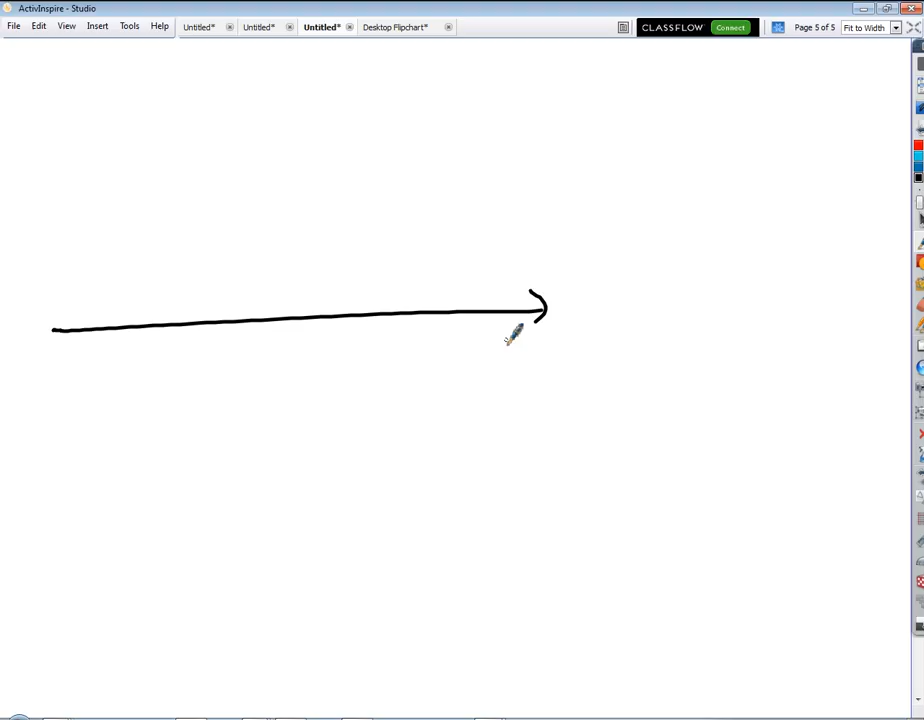 ActivInspire - Studio
File Edit View Insert Tools Help Untitled* Untitled* Untitled* Desktop Flipchart* CLASSFLOW Connect Page 5 of 5 Fit to Width